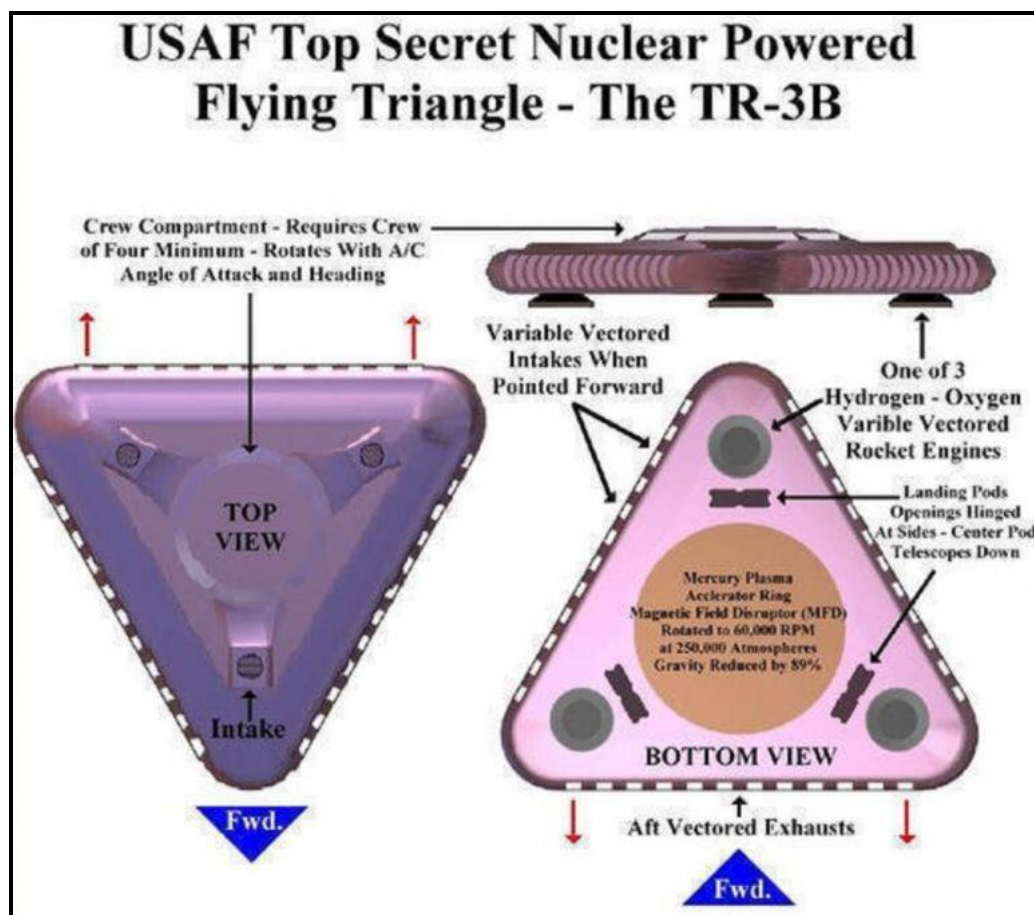 USAF Top Secret Nuclear Powered
Flying Triangle - The TR-3B
Crew Compartment - Requires Crew
of Four Minimum - Rotates With A/C
Angle of Attack and Heading
Variable Vectored
Intakes When
Pointed Forward
One of 3
Hydrogen - Oxygen
Varible Vectored
Rocket Engines
Landing Pods
Openings Hinged
At Sides - Center Pod
Telescopes Down
TOP
VIEW
Intake
Fwd.
Mercury Plasma
Acclerator Ring
Magnetic Field Disruptor (MFD)
Rotated to 60,000 RPM
at 250,000 Atmospheres
Gravity Reduced by 89%
BOTTOM VIEW
Aft Vectored Exhausts
Fwd.